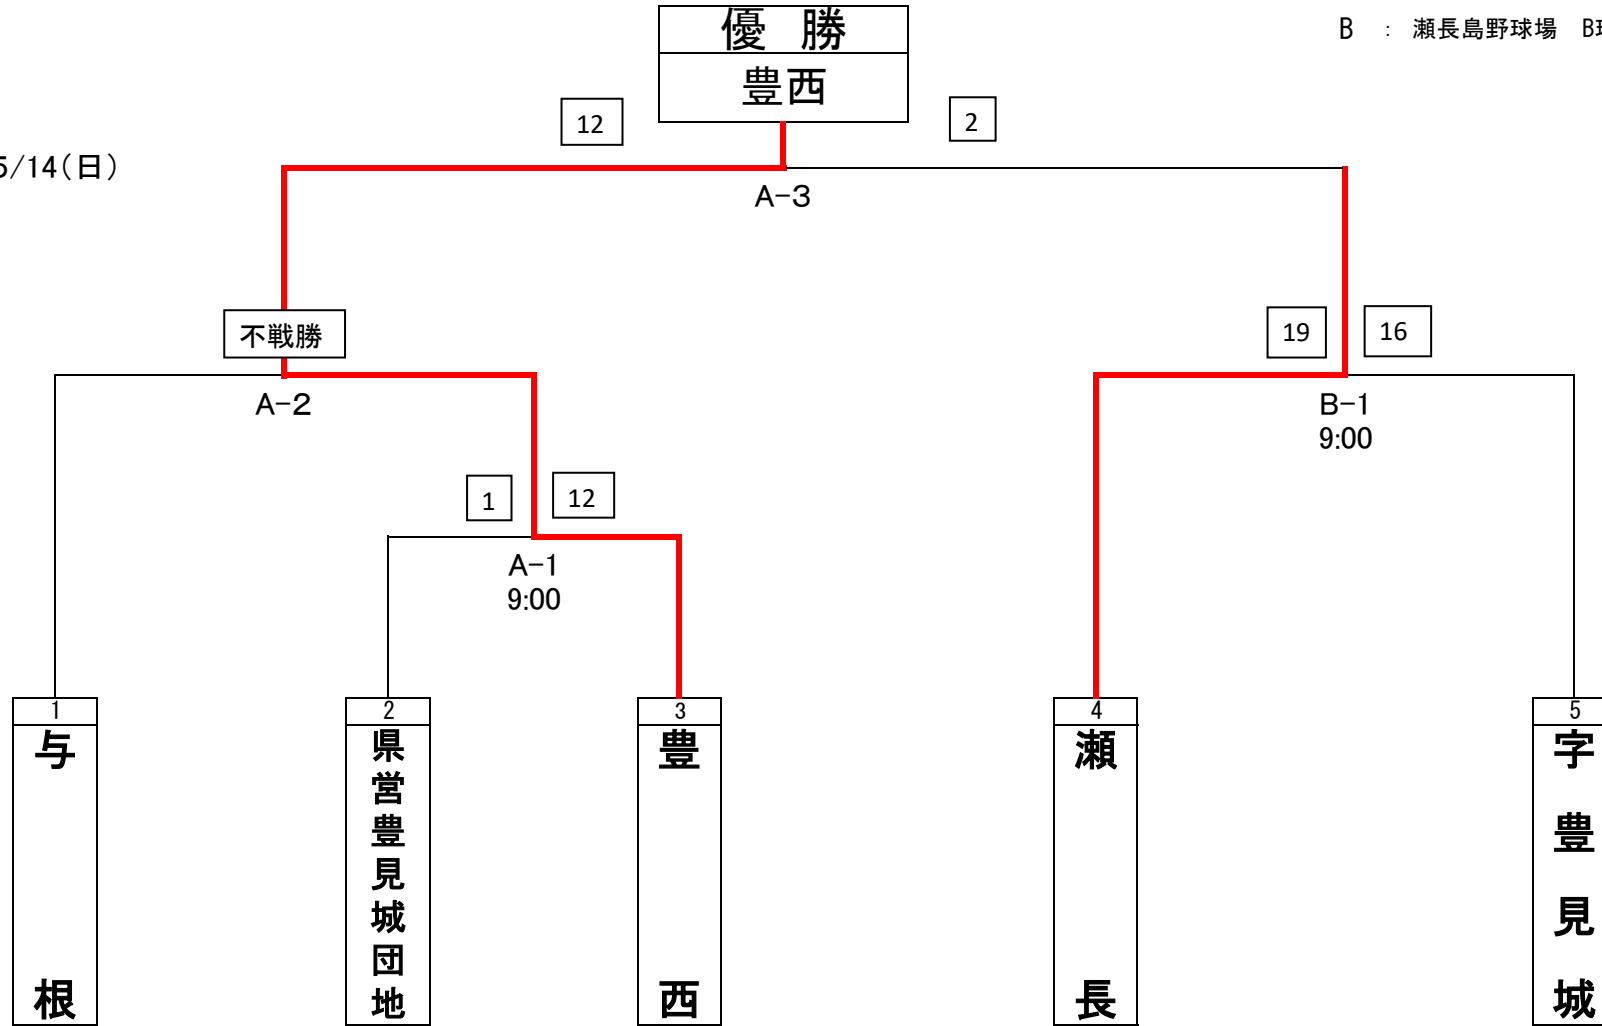 優 勝
B : 瀬長島野球場 B
豊西
12
2
5/14(日)
A-3
不戦勝
19
16
A-2
B-1
9:00
1
12
A-1
9:00
1
与根
2
県営豊見城団地
3
豊西
4
瀬長
5
字豊見城